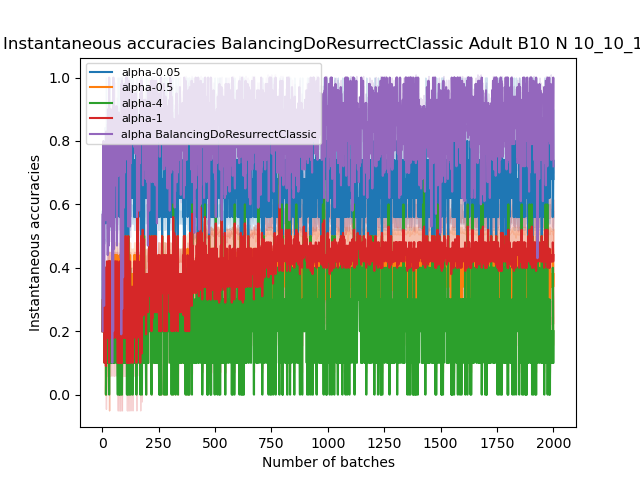 Instantaneous accuracies BalancingDoResurrectClassic Adult B10 N 10_10_1
alpha-0.05
alpha-0.5
alpha-4
alpha-1
alpha BalancingDoResurrectClassic
Instantaneous accuracies
1.0
0.8
0.6
0.4
0.2
0.0
0 250 500 750 1000 1250 1500 1750 2000
Number of batches